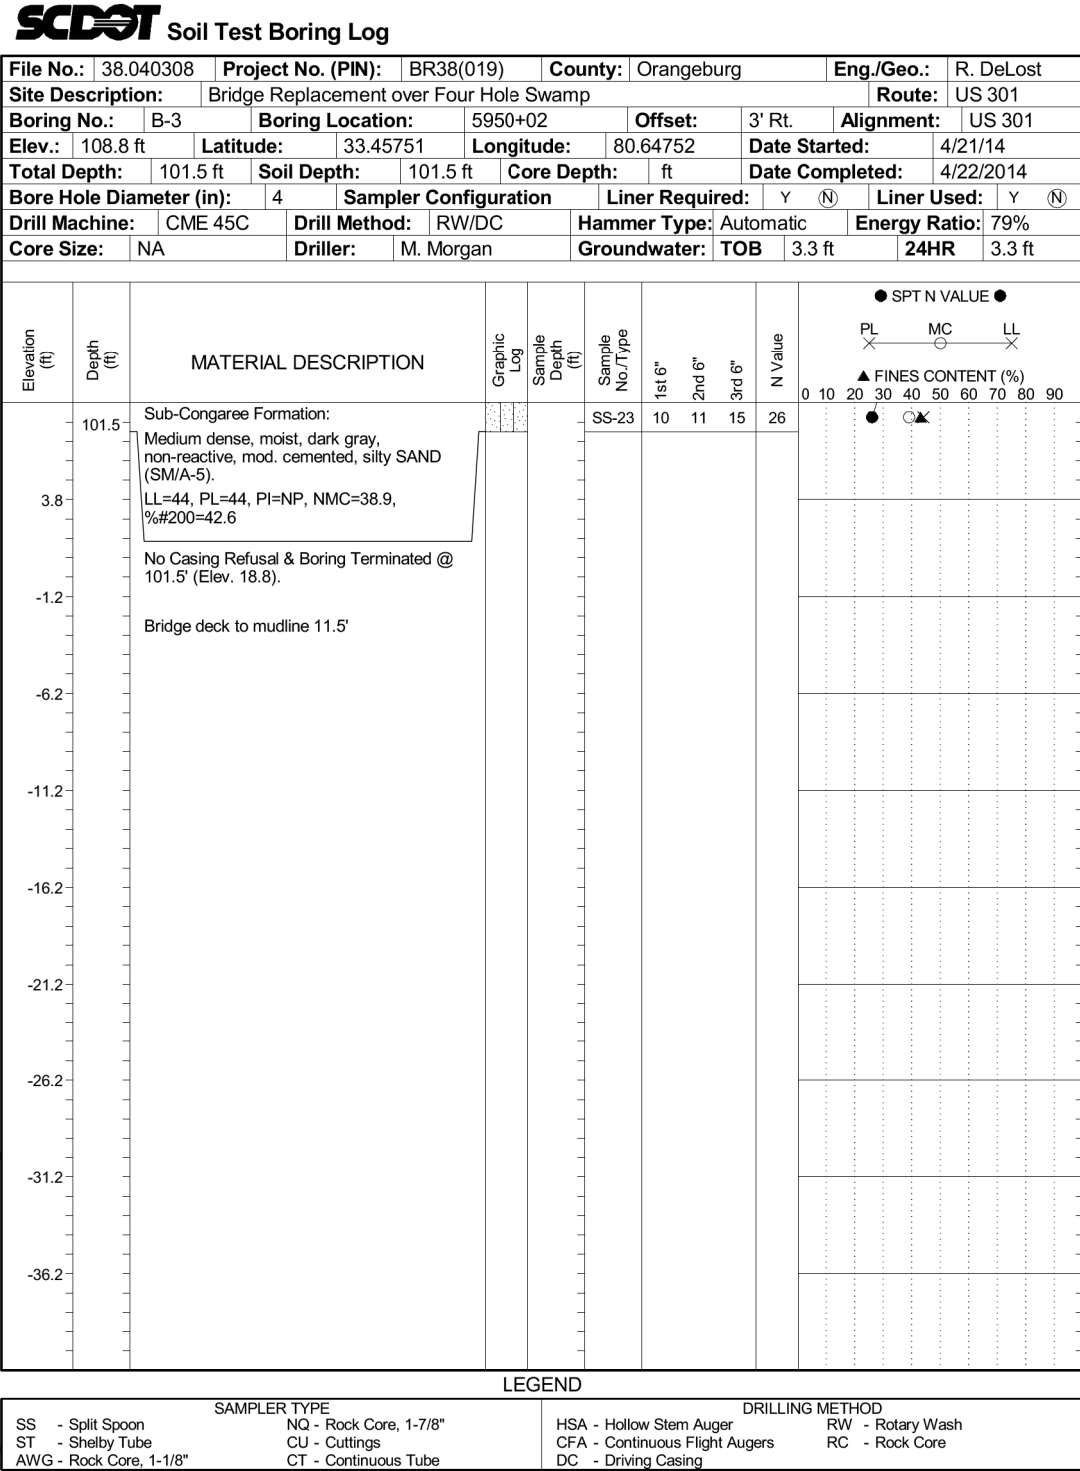 SCDOT Soil Test Boring Log
File No.: 38.040308 Project No. (PIN): BR38(019) County: Orangeburg Eng./Geo.: R. DeLost
Site Description: Bridge Replacement over Four Hole Swamp Route: US 301
Boring No.: B-3 Boring Location: 5950+02 Offset: 3' Rt. Alignment: US 301
Elev.: 108.8 ft Latitude: 33.45751 Longitude: 80.64752 Date Started: 4/21/14
Total Depth: 101.5 ft Soil Depth: 101.5 ft Core Depth: ft Date Completed: 4/22/2014
Bore Hole Diameter (in): 4 Sampler Configuration Liner Required: Y N Liner Used: Y N
Drill Machine: CME 45C Drill Method: RW/DC Hammer Type: Automatic Energy Ratio: 79%
Core Size: NA Driller: M. Morgan Groundwater: TOB 3.3 ft 24HR 3.3 ft
Elevation (ft)
Depth (ft)
MATERIAL DESCRIPTION
Graphic Log
Sample Depth (ft)
Sample No./Type
1st 6"
2nd 6"
3rd 6"
N Value
● SPT N VALUE ●
PL MC LL
▲ FINES CONTENT (%)
0 10 20 30 40 50 60 70 80 90
101.5
Sub-Congaree Formation:
SS-23 10 11 15 26
Medium dense, moist, dark gray,
non-reactive, mod. cemented, silty SAND
(SM/A-5).
LL=44, PL=44, PI=NP, NMC=38.9,
%#200=42.6
No Casing Refusal & Boring Terminated @
101.5' (Elev. 18.8).
Bridge deck to mudline 11.5'
3.8
-1.2
-6.2
-11.2
-16.2
-21.2
-26.2
-31.2
-36.2
LEGEND
SAMPLER TYPE
SS - Split Spoon NQ - Rock Core, 1-7/8"
ST - Shelby Tube CU - Cuttings
AWG - Rock Core, 1-1/8" CT - Continuous Tube
DRILLING METHOD
HSA - Hollow Stem Auger RW - Rotary Wash
CFA - Continuous Flight Augers RC - Rock Core
DC - Driving Casing